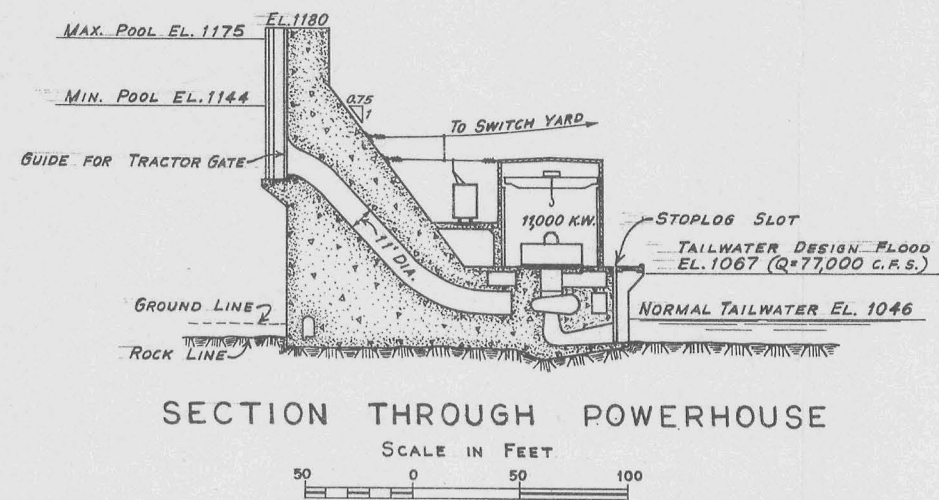 EL. 1180
MAX. POOL EL. 1175
MIN. POOL EL. 1144
0.75
1
TO SWITCH YARD
GUIDE FOR TRACTOR GATE
11,000 K.W.
STOPLOG SLOT
11' DIA.
TAILWATER DESIGN FLOOD
EL. 1067 (Q=77,000 C.F.S.)
GROUND LINE
NORMAL TAILWATER EL. 1046
ROCK LINE
SECTION THROUGH POWERHOUSE
SCALE IN FEET
50 0 50 100